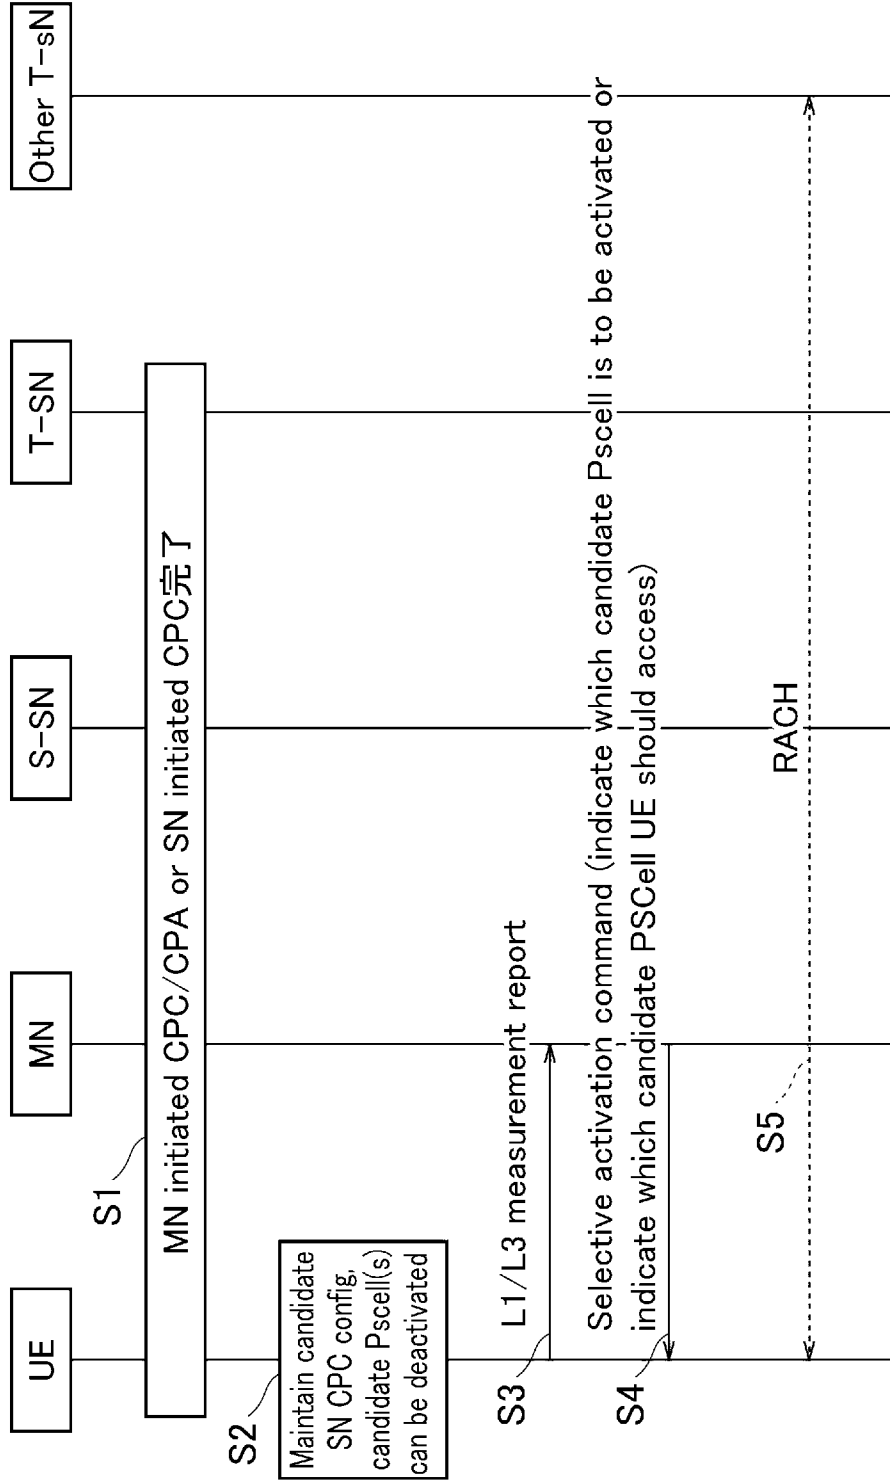 UE
MN
S-SN
T-SN
Other T-sN
S1
MN initiated CPC/CPA or SN initiated CPC完了
S2
Maintain candidate
SN CPC config,
candidate Pscell(s)
can be deactivated
S3
L1/L3 measurement report
Selective activation command (indicate which candidate Pscell is to be activated or
indicate which candidate PSCell UE should access)
S4
RACH
S5